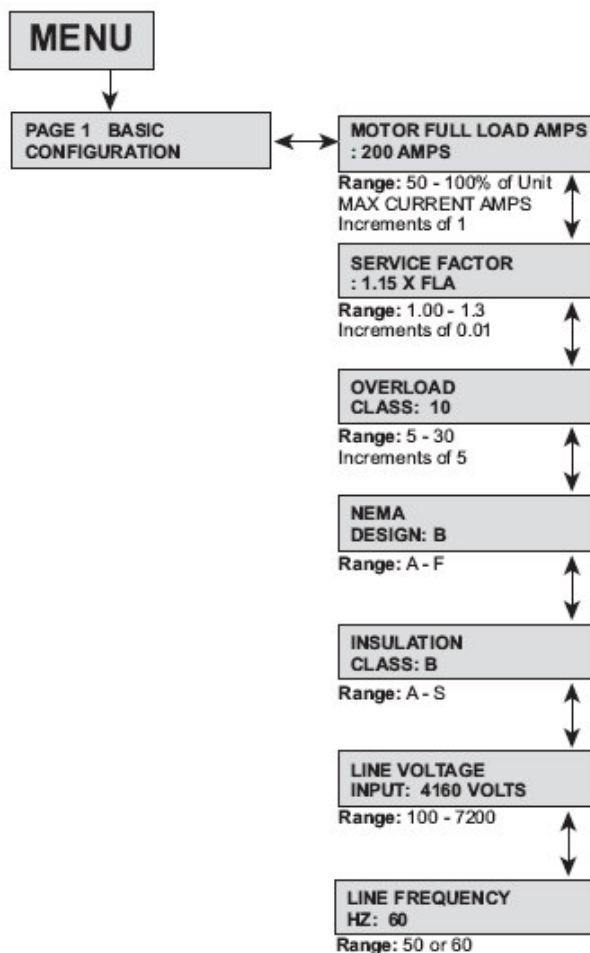 MENU
PAGE 1 BASIC
CONFIGURATION
MOTOR FULL LOAD AMPS
: 200 AMPS
Range: 50 - 100% of Unit
MAX CURRENT AMPS
Increments of 1
SERVICE FACTOR
: 1.15 X FLA
Range: 1.00 - 1.3
Increments of 0.01
OVERLOAD
CLASS: 10
Range: 5 - 30
Increments of 5
NEMA
DESIGN: B
Range: A - F
INSULATION
CLASS: B
Range: A - S
LINE VOLTAGE
INPUT: 4160 VOLTS
Range: 100 - 7200
LINE FREQUENCY
HZ: 60
Range: 50 or 60